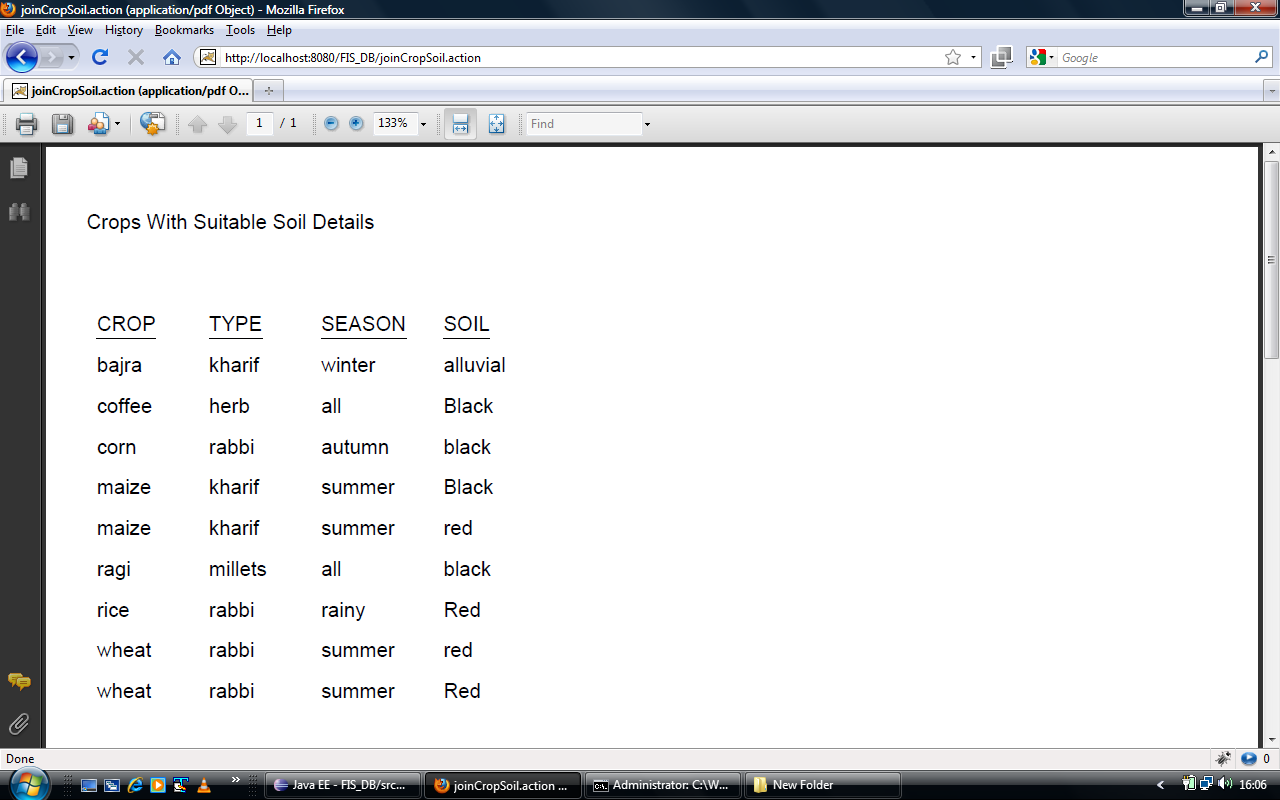 joinCropSoil.action (application/pdf Object) - Mozilla Firefox
File Edit View History Bookmarks Tools Help
http://localhost:8080/FIS_DB/joinCropSoil.action
Google
joinCropSoil.action (application/pdf O...
1 / 1 133% Find
Crops With Suitable Soil Details
CROP TYPE SEASON SOIL
bajra kharif winter alluvial
coffee herb all Black
corn rabbi autumn black
maize kharif summer Black
maize kharif summer red
ragi millets all black
rice rabbi rainy Red
wheat rabbi summer red
wheat rabbi summer Red
Done 0
Java EE - FIS_DB/src... joinCropSoil.action ... Administrator: C:\W... New Folder 16:06